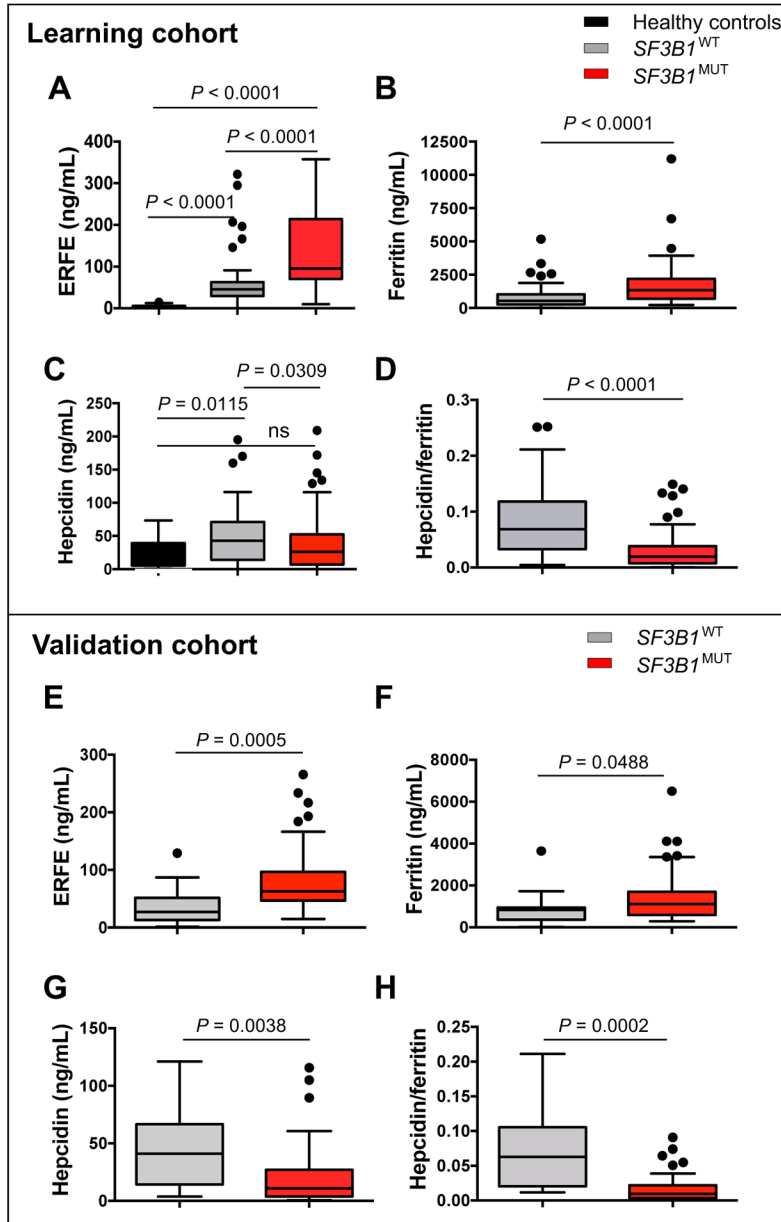 Learning cohort
Healthy controls
SF3B1WT
SF3B1MUT
A
P < 0.0001
P < 0.0001
P < 0.0001
ERFE (ng/mL)
400
300
200
100
0
B
P < 0.0001
Ferritin (ng/mL)
12500
10000
7500
5000
2500
0
C
P = 0.0309
P = 0.0115
ns
Hepcidin (ng/mL)
250
200
150
100
50
0
D
P < 0.0001
Hepcidin/ferritin
0.3
0.2
0.1
0.0
Validation cohort
SF3B1WT
SF3B1MUT
E
P = 0.0005
ERFE (ng/mL)
300
200
100
0
F
P = 0.0488
Ferritin (ng/mL)
8000
6000
4000
2000
0
G
P = 0.0038
Hepcidin (ng/mL)
150
100
50
0
H
P = 0.0002
Hepcidin/ferritin
0.25
0.20
0.15
0.10
0.05
0.00